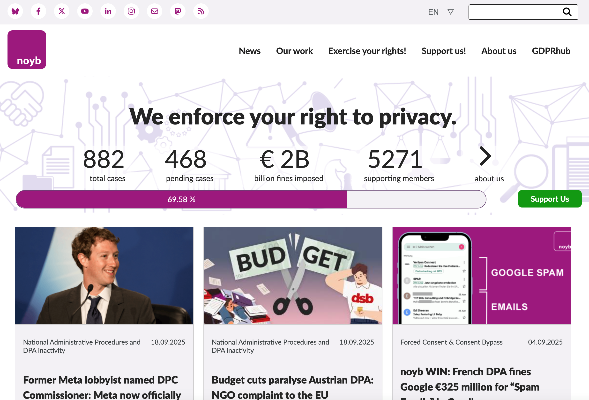 EN
noyb
News Our work Exercise your rights! Support us! About us GDPRhub
We enforce your right to privacy.
882 468 € 2B 5271
total cases pending cases billion fines imposed supporting members about us
69.58 %
Support Us
BUDGET
dsb
noyb
GOOGLE SPAM
EMAILS
National Administrative Procedures and
DPA Inactivity
18.09.2025
Former Meta lobbyist named DPC
Commissioner: Meta now officially
National Administrative Procedures and
DPA Inactivity
18.09.2025
Budget cuts paralyse Austrian DPA:
NGO complaint to the EU
Forced Consent & Consent Bypass
04.09.2025
noyb WIN: French DPA fines
Google €325 million for “Spam